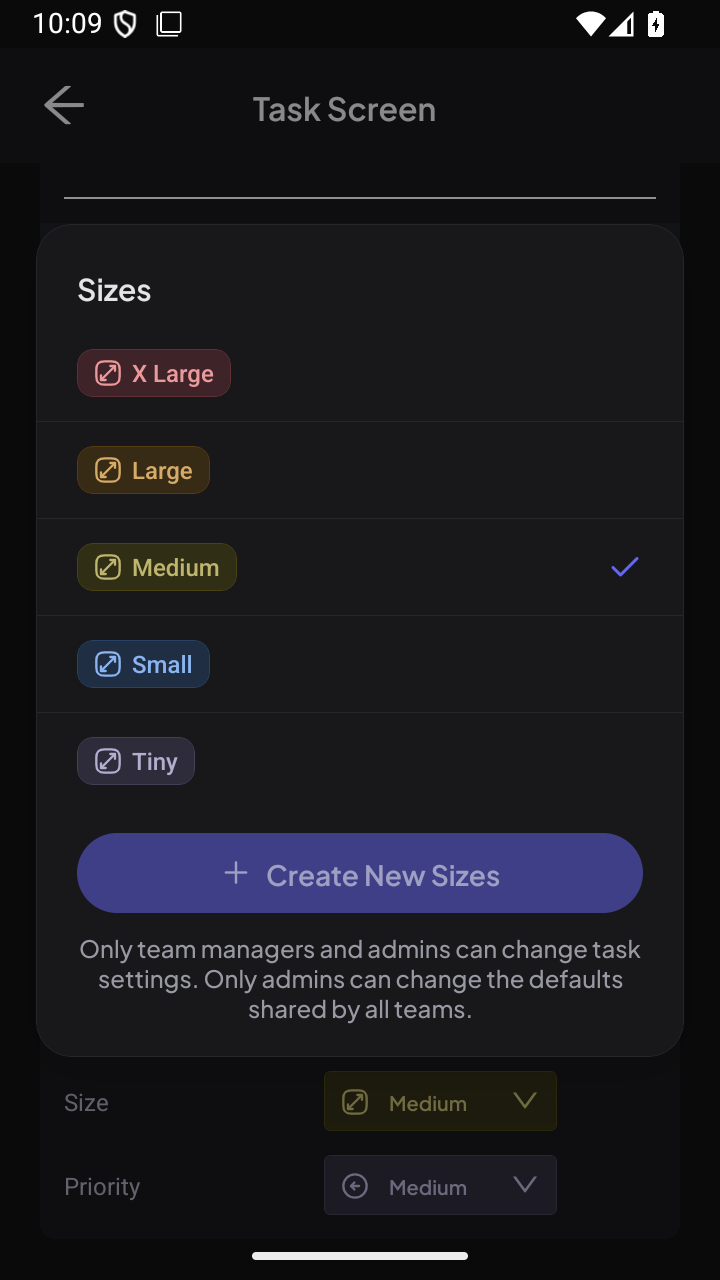 10:09
Task Screen
Sizes
X Large
Large
Medium
Small
Tiny
Create New Sizes
Only team managers and admins can change task
settings. Only admins can change the defaults
shared by all teams.
Size Medium
Priority Medium